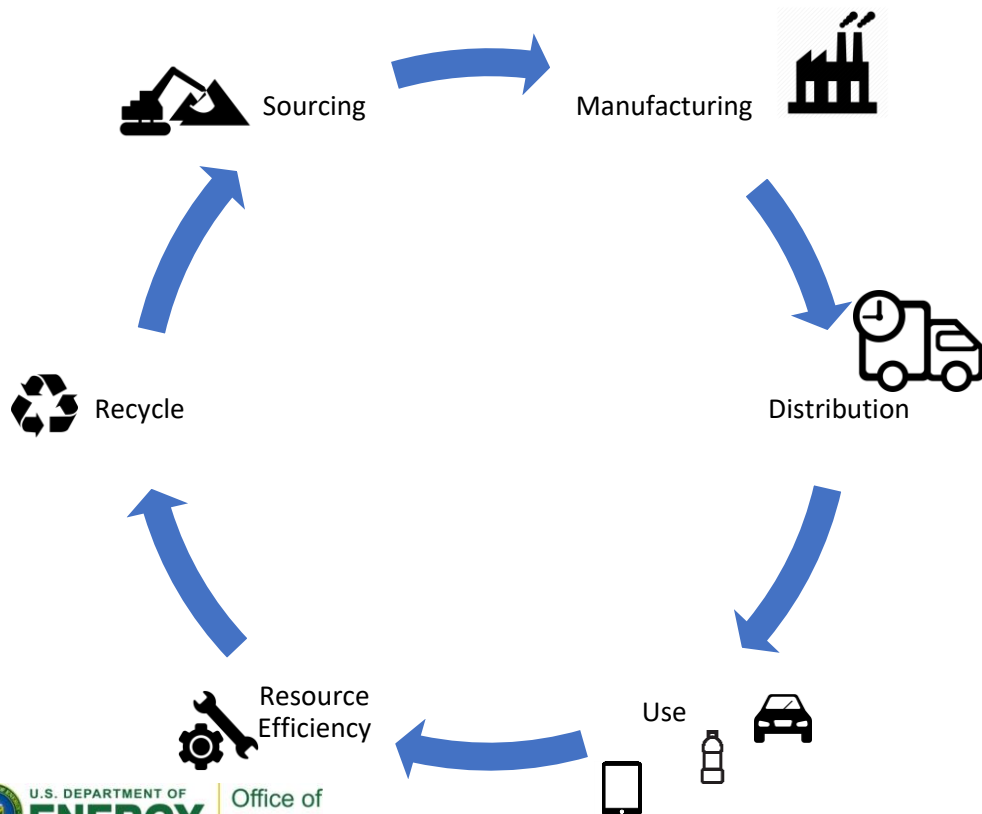 Sourcing
Manufacturing
Recycle
Distribution
Resource
Efficiency
Use
U.S. DEPARTMENT OF
Office of